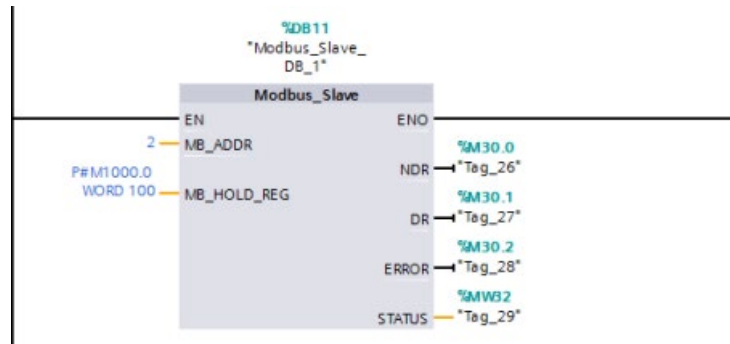 %DB11
"Modbus_Slave_
DB_1"
Modbus_Slave
EN ENO
2 MB_ADDR
%M30.0
NDR "Tag_26"
P#M1000.0
WORD 100 MB_HOLD_REG
%M30.1
DR "Tag_27"
%M30.2
ERROR "Tag_28"
%MW32
STATUS "Tag_29"